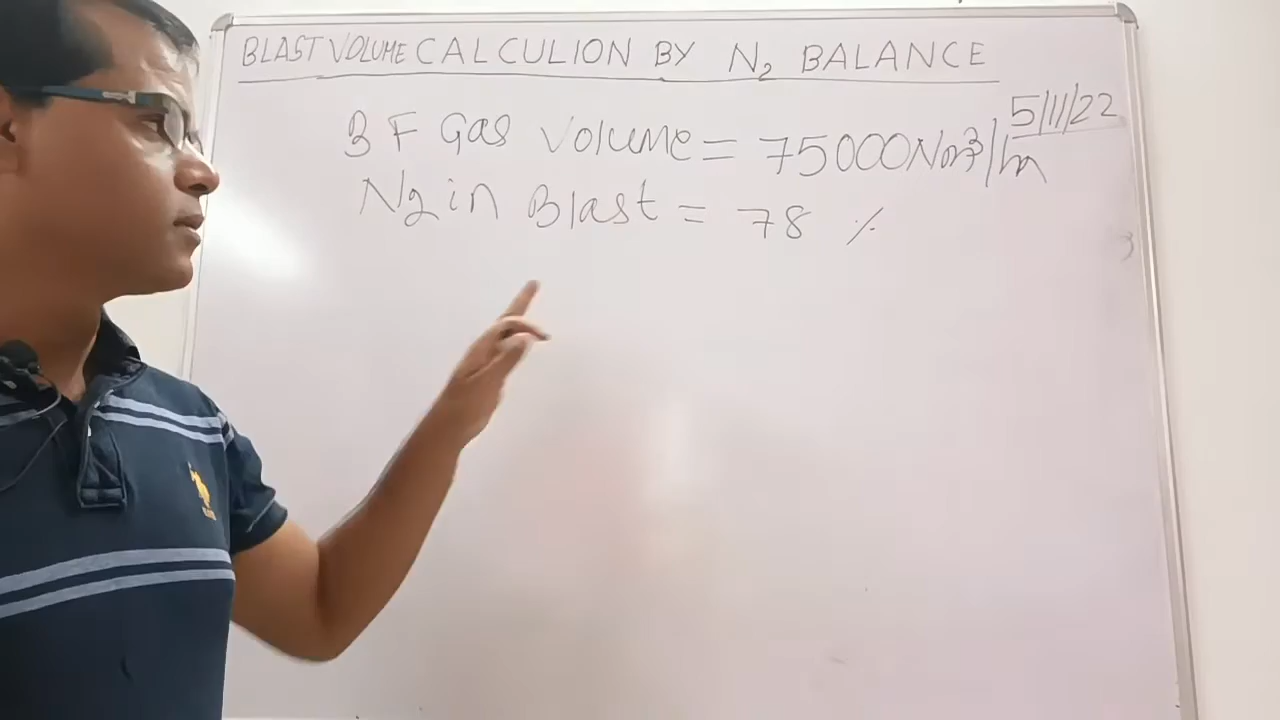 BLAST VOLUME CALCULION BY N₂ BALANCE
5/11/22
BF Gas Volume = 75000Nm³/hr
N₂ in Blast = 78 %